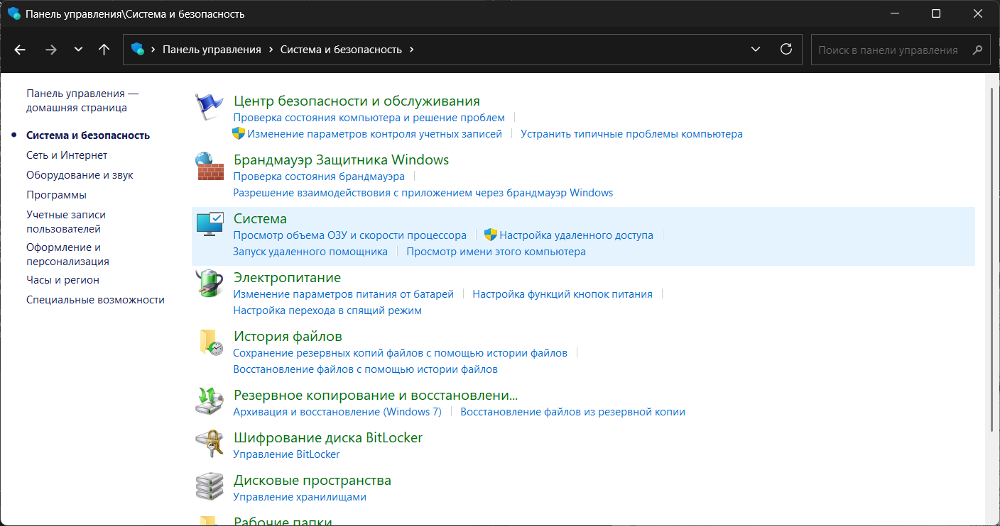 Панель управления\Система и безопасность
Панель управления
Система и безопасность
Поиск в панели управления
Панель управления —
домашняя страница
Система и безопасность
Сеть и Интернет
Оборудование и звук
Программы
Учетные записи
пользователей
Оформление и
персонализация
Часы и регион
Специальные возможности
Центр безопасности и обслуживания
Проверка состояния компьютера и решение проблем
Изменение параметров контроля учетных записей
Устранить типичные проблемы компьютера
Брандмауэр Защитника Windows
Проверка состояния брандмауэра
Разрешение взаимодействовия с приложением через брандмауэр Windows
Система
Просмотр объема ОЗУ и скорости процессора
Настройка удаленного доступа
Запуск удаленного помощника
Просмотр имени этого компьютера
Электропитание
Изменение параметров питания от батарей
Настройка функций кнопок питания
Настройка перехода в спящий режим
История файлов
Сохранение резервных копий файлов с помощью истории файлов
Восстановление файлов с помощью истории файлов
Резервное копирование и восстановлени...
Архивация и восстановление (Windows 7)
Восстановление файлов из резервной копии
Шифрование диска BitLocker
Управление BitLocker
Дисковые пространства
Управление хранилищами
Рабочие папки